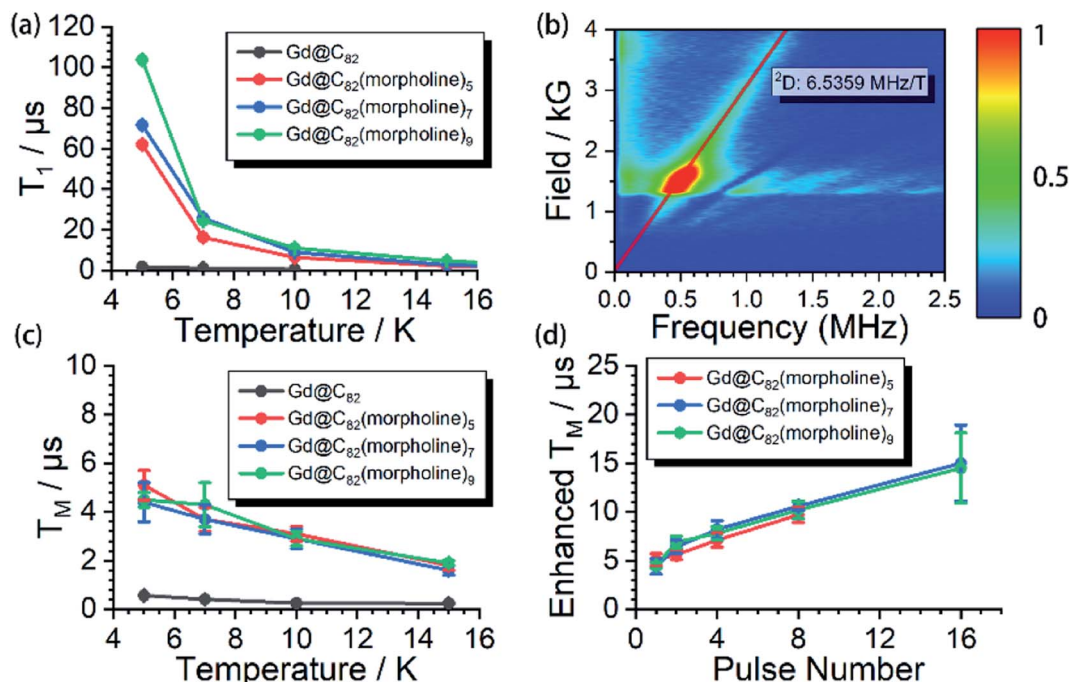 (a)
120
100
80
60
40
20
0
T₁ / µs
4 6 8 10 12 14 16
Temperature / K
Gd@C₈₂
Gd@C₈₂(morpholine)₅
Gd@C₈₂(morpholine)₇
Gd@C₈₂(morpholine)₉
(b)
4
3
2
1
0
Field / kG
0.0 0.5 1.0 1.5 2.0 2.5
Frequency (MHz)
²D: 6.5359 MHz/T
1
0.5
0
(c)
10
8
6
4
2
0
T_M / µs
4 6 8 10 12 14 16
Temperature / K
Gd@C₈₂
Gd@C₈₂(morpholine)₅
Gd@C₈₂(morpholine)₇
Gd@C₈₂(morpholine)₉
(d)
25
20
15
10
5
0
Enhanced T_M / µs
0 4 8 12 16
Pulse Number
Gd@C₈₂(morpholine)₅
Gd@C₈₂(morpholine)₇
Gd@C₈₂(morpholine)₉